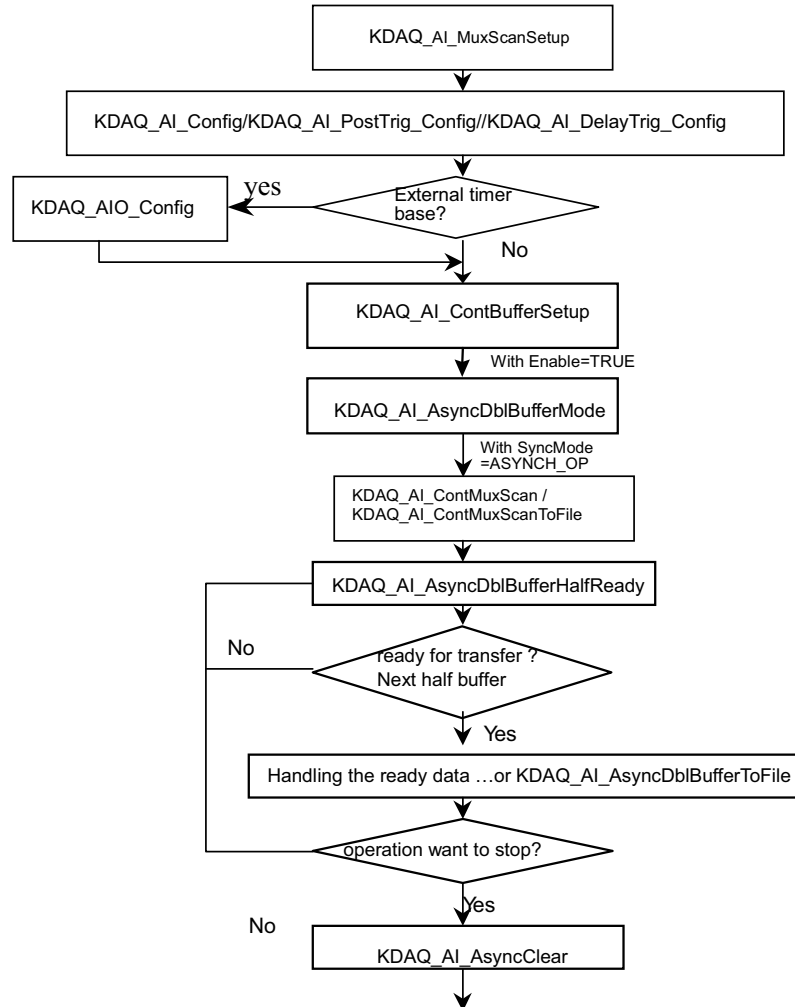 KDAQ_AI_MuxScanSetup
KDAQ_AI_Config/KDAQ_AI_PostTrig_Config//KDAQ_AI_DelayTrig_Config
yes
External timer
base?
KDAQ_AIO_Config
No
KDAQ_AI_ContBufferSetup
With Enable=TRUE
KDAQ_AI_AsyncDblBufferMode
With SyncMode
=ASYNCH_OP
KDAQ_AI_ContMuxScan /
KDAQ_AI_ContMuxScanToFile
KDAQ_AI_AsyncDblBufferHalfReady
No
ready for transfer ?
Next half buffer
Yes
Handling the ready data …or KDAQ_AI_AsyncDblBufferToFile
operation want to stop?
Yes
No
KDAQ_AI_AsyncClear